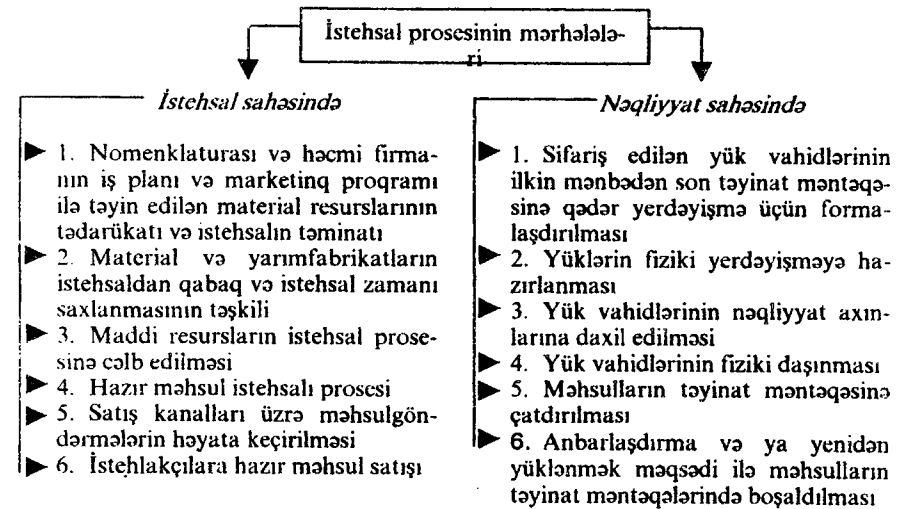 İstehsal prosesinin mərhələlə-
ri
İstehsal sahəsində
1. Nomenklaturası və həcmi firma-
nın iş planı və marketinq proqramı
ilə təyin edilən material resurslarının
tədarükatı və istehsalın təminatı
2. Material və yarımfabrikatların
istehsaldan qabaq və istehsal zamanı
saxlanmasının təşkili
3. Maddi resursların istehsal prose-
sinə cəlb edilməsi
4. Hazır məhsul istehsalı prosesi
5. Satış kanalları üzrə məhsulgön-
dərmələrin həyata keçirilməsi
6. İstehlakçılara hazır məhsul satışı
Nəqliyyat sahəsində
1. Sifariş edilən yük vahidlərinin
ilkin mənbədən son təyinat məntəqə-
sinə qədər yerdəyişmə üçün forma-
laşdırılması
2. Yüklərin fiziki yerdəyişməyə ha-
zırlanması
3. Yük vahidlərinin nəqliyyat axın-
larına daxil edilməsi
4. Yük vahidlərinin fiziki daşınması
5. Məhsulların təyinat məntəqəsinə
çatdırılması
6. Anbarlaşdırma və ya yenidən
yüklənmək məqsədi ilə məhsulların
təyinat məntəqələrində boşaldılması